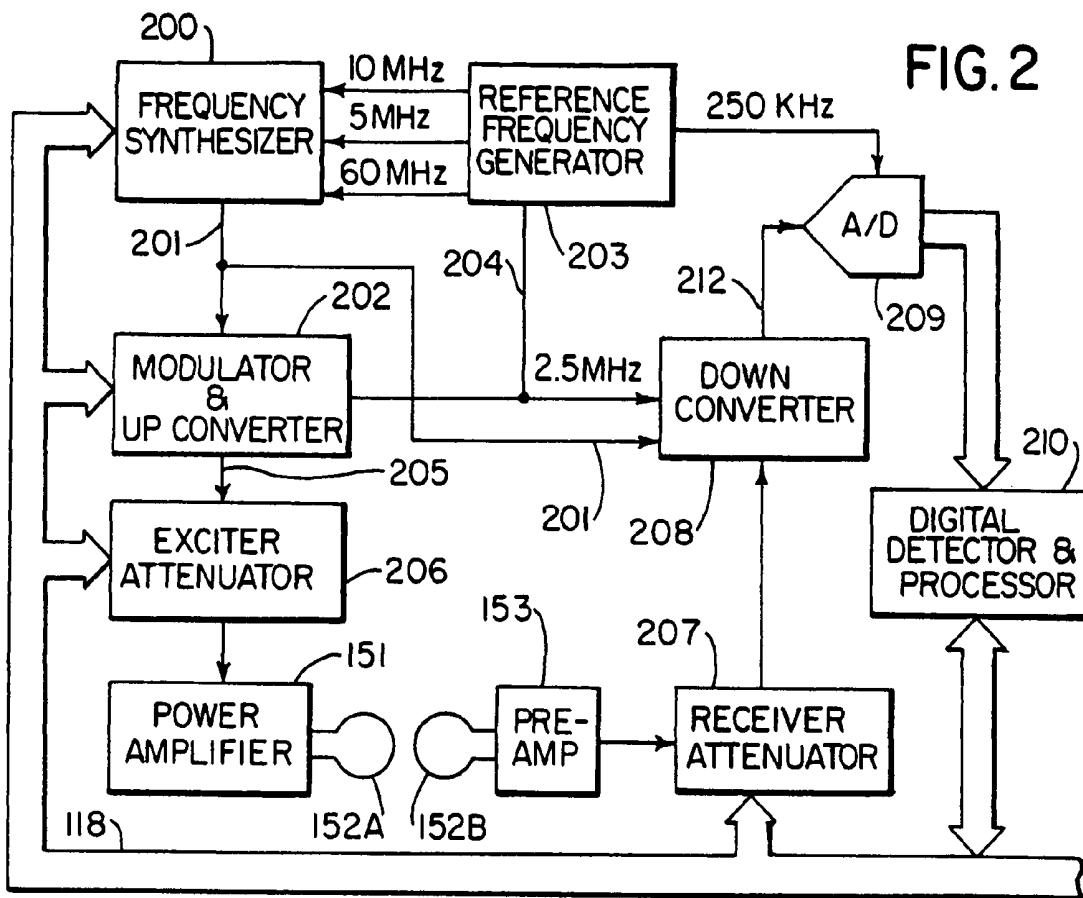 FIG. 2
200
10 MHz
FREQUENCY
SYNTHESIZER
5 MHz
60 MHz
REFERENCE
FREQUENCY
GENERATOR
250 KHz
A/D
201
204
203
212
209
202
MODULATOR
&
UP CONVERTER
2.5 MHz
DOWN
CONVERTER
205
201
208
210
EXCITER
ATTENUATOR
206
DIGITAL
DETECTOR &
PROCESSOR
151
153
207
POWER
AMPLIFIER
PRE-
AMP
RECEIVER
ATTENUATOR
152A
152B
118